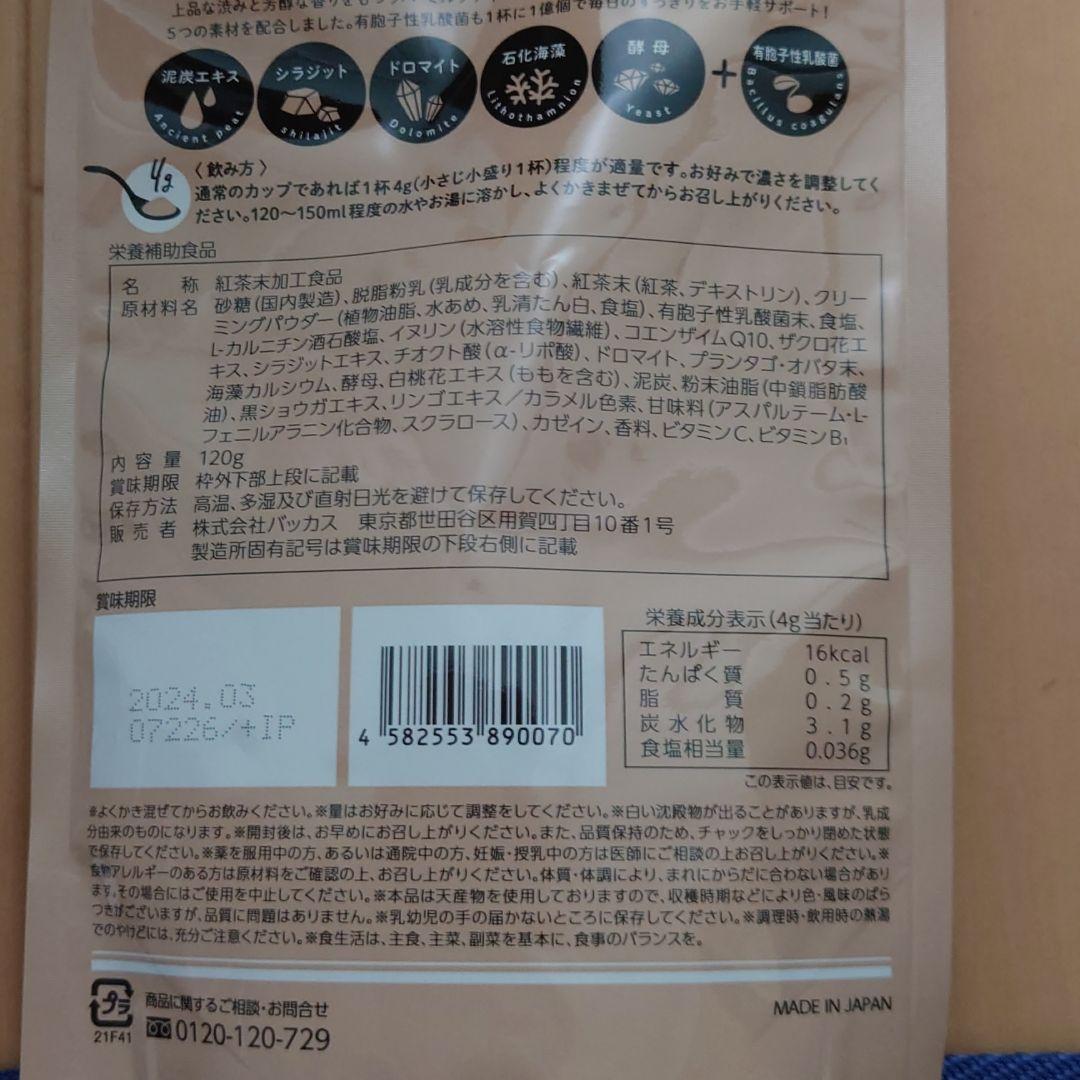 上品な渋みと芳醇な香りをもつ
5つの素材を配合しました。有胞子性乳酸菌も1杯に1億個で毎日のすっきりをお手軽サポート!
泥炭エキス
Ancient peat
シラジット
shilajit
ドロマイト
Dolomite
石化海藻
Lithothamnion
酵母
Yeast
+
有胞子性乳酸菌
Bacillus coagulans
4g
〈飲み方〉
通常のカップであれば1杯4g(小さじ小盛り1杯)程度が適量です。お好みで濃さを調整してく
ださい。120〜150ml程度の水やお湯に溶かし、よくかきまぜてからお召し上がりください。
栄養補助食品
名称 紅茶末加工食品
原材料名 砂糖(国内製造)、脱脂粉乳(乳成分を含む)、紅茶末(紅茶、デキストリン)、クリー
ミングパウダー(植物油脂、水あめ、乳清たん白、食塩)、有胞子性乳酸菌末、食塩、
L-カルニチン酒石酸塩、イヌリン(水溶性食物繊維)、コエンザイムQ10、ザクロ花エ
キス、シラジットエキス、チオクト酸(α-リポ酸)、ドロマイト、プランタゴ・オバタ末、
海藻カルシウム、酵母、白桃花エキス(ももを含む)、泥炭、粉末油脂(中鎖脂肪酸
油)、黒ショウガエキス、リンゴエキス/カラメル色素、甘味料(アスパルテーム・L-
フェニルアラニン化合物、スクラロース)、カゼイン、香料、ビタミンC、ビタミンB1
内容量 120g
賞味期限 枠外下部上段に記載
保存方法 高温、多湿及び直射日光を避けて保存してください。
販売者 株式会社バッカス 東京都世田谷区用賀四丁目10番1号
製造所固有記号は賞味期限の下段右側に記載
賞味期限
2024.03
07226/+IP
4 582553 890070
栄養成分表示(4g当たり)
エネルギー 16kcal
たんぱく質 0.5g
脂質 0.2g
炭水化物 3.1g
食塩相当量 0.036g
この表示値は、目安です。
※よくかき混ぜてからお飲みください。※量はお好みに応じて調整をしてください。※白い沈殿物が出ることがありますが、乳成
分由来のものになります。※開封後は、お早めにお召し上がりください。また、品質保持のため、チャックをしっかり閉めた状態
で保存してください。※薬を服用中の方、あるいは通院中の方、妊娠・授乳中の方は医師にご相談の上お召し上がりください。※
食物アレルギーのある方は原材料をご確認の上、お召し上がりください。体質・体調により、まれにからだに合わない場合があり
ます。その場合にはご使用を中止してください。※本品は天産物を使用しておりますので、収穫時期などにより色・風味のばら
つきがございますが、品質に問題はありません。※乳幼児の手の届かないところに保存してください。※調理時・飲用時の熱湯
でのやけどには、充分ご注意ください。※食生活は、主食、主菜、副菜を基本に、食事のバランスを。
プラ
21F41
商品に関するご相談・お問合せ
0120-120-729
MADE IN JAPAN